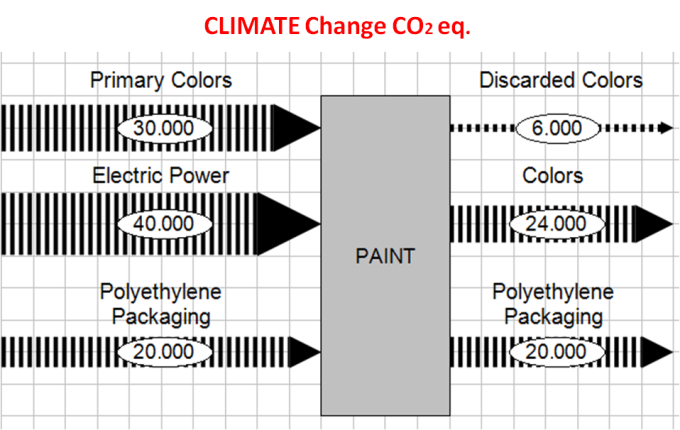 CLIMATE Change CO₂ eq.
Primary Colors
30.000
Discarded Colors
6.000
Electric Power
40.000
Colors
24.000
PAINT
Polyethylene
Packaging
20.000
Polyethylene
Packaging
20.000